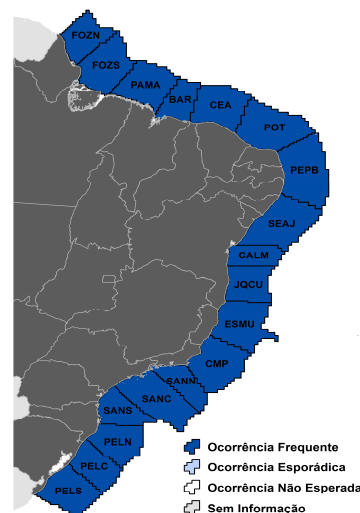 FOZN
FOZS
PAMA
BAR
CEA
POT
PEPB
SEAJ
CALM
JQCU
ESMU
CMP
SANN
SANC
SANS
PELN
PELC
PELS
Ocorrência Frequente
Ocorrência Esporádica
Ocorrência Não Esperada
Sem Informação